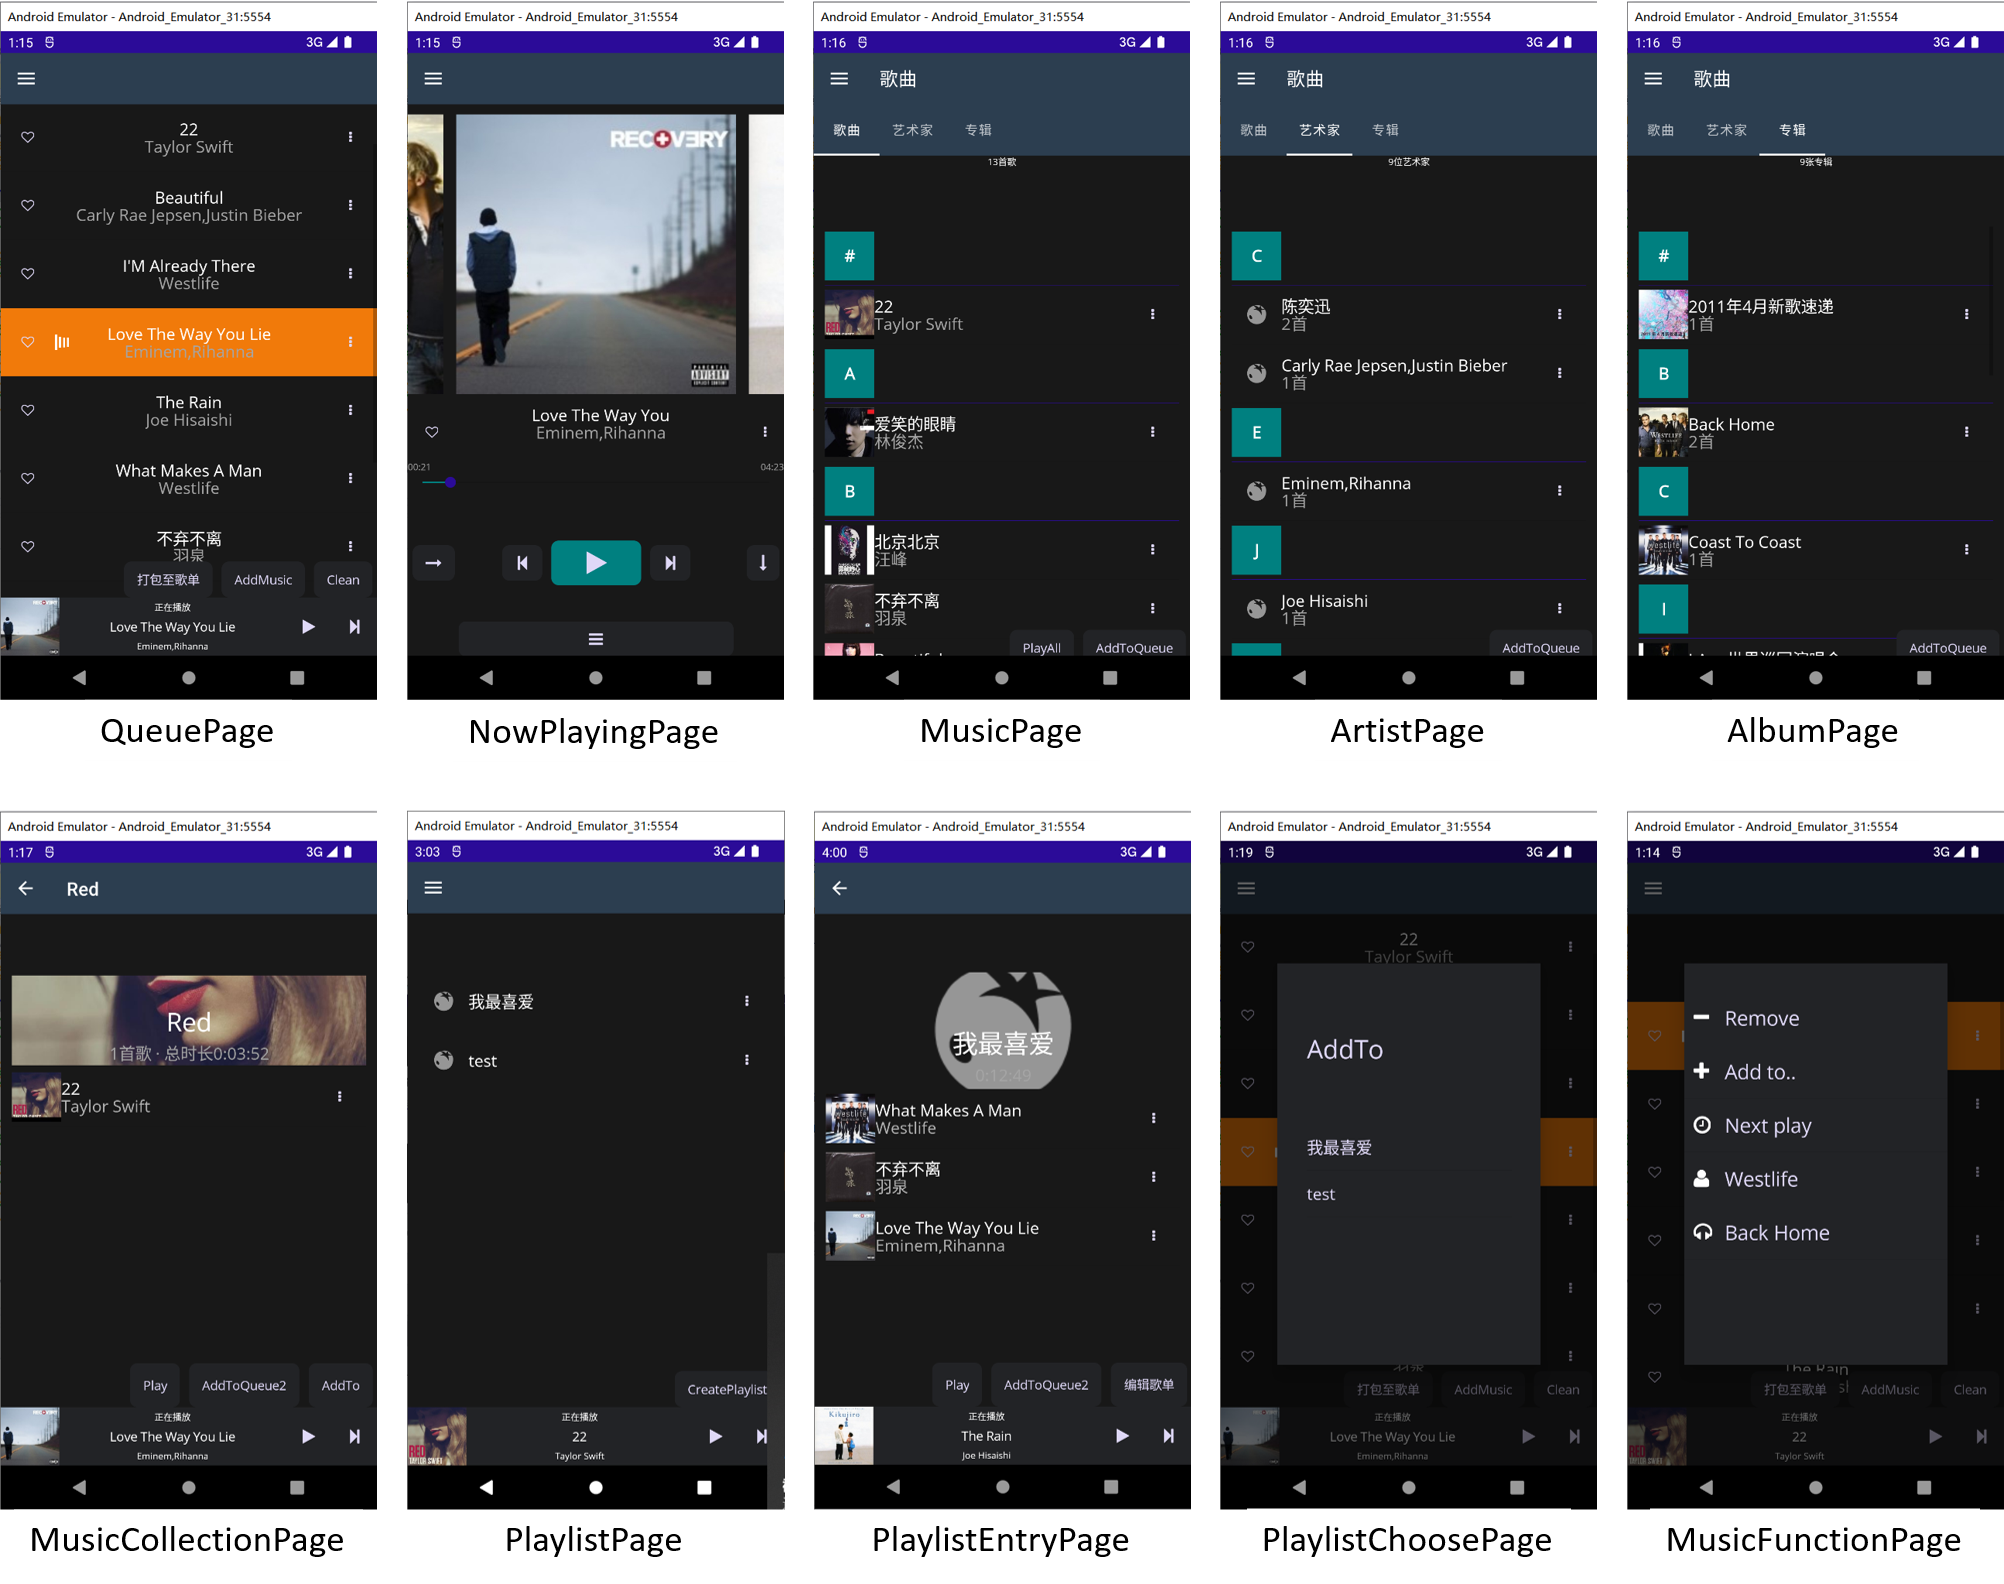 Android Emulator - Android_Emulator_31:5554
1:15
3G
22
Taylor Swift
Beautiful
Carly Rae Jepsen,Justin Bieber
I'M Already There
Westlife
Love The Way You Lie
Eminem,Rihanna
The Rain
Joe Hisaishi
What Makes A Man
Westlife
不弃不离
羽泉
打包至歌单
AddMusic
Clean
RECOVERY
正在播放
Love The Way You Lie
Eminem,Rihanna
QueuePage
Android Emulator - Android_Emulator_31:5554
1:15
3G
RECOVERY
PARENTAL
ADVISORY
EXPLICIT CONTENT
Love The Way You
Eminem,Rihanna
00:21
04:23
NowPlayingPage
Android Emulator - Android_Emulator_31:5554
1:16
3G
歌曲
歌曲 艺术家 专辑
13首歌
#
RED
22
Taylor Swift
A
爱笑的眼睛
林俊杰
B
北京北京
汪峰
不弃不离
羽泉
PlayAll
AddToQueue
MusicPage
Android Emulator - Android_Emulator_31:5554
1:16
3G
歌曲
歌曲 艺术家 专辑
9位艺术家
C
陈奕迅
2首
Carly Rae Jepsen,Justin Bieber
1首
E
Eminem,Rihanna
1首
J
Joe Hisaishi
1首
AddToQueue
ArtistPage
Android Emulator - Android_Emulator_31:5554
1:16
3G
歌曲
歌曲 艺术家 专辑
9张专辑
#
2011年4月新歌速递
1首
B
WESTLIFE
Back Home
2首
C
westlife
Coast To Coast
1首
I
AddToQueue
AlbumPage
Android Emulator - Android_Emulator_31:5554
1:17
3G
Red
Red
1首歌 · 总时长0:03:52
RED
22
Taylor Swift
Play
AddToQueue2
AddTo
RECOVERY
正在播放
Love The Way You Lie
Eminem,Rihanna
MusicCollectionPage
Android Emulator - Android_Emulator_31:5554
3:03
3G
我最喜爱
test
CreatePlaylist
RED
TAYLOR SWIFT
正在播放
22
Taylor Swift
PlaylistPage
Android Emulator - Android_Emulator_31:5554
4:00
3G
我最喜爱
0:12:49
westlife
What Makes A Man
Westlife
不弃不离
羽泉
Love The Way You Lie
Eminem,Rihanna
Play
AddToQueue2
编辑歌单
Kikujiro
正在播放
The Rain
Joe Hisaishi
PlaylistEntryPage
Android Emulator - Android_Emulator_31:5554
1:19
3G
22
Taylor Swift
AddTo
我最喜爱
test
羽泉
打包至歌单
AddMusic
Clean
正在播放
Love The Way You Lie
Eminem,Rihanna
PlaylistChoosePage
Android Emulator - Android_Emulator_31:5554
1:14
3G
Remove
Add to..
Next play
Westlife
Back Home
The Rain
打包至歌单
AddMusic
Clean
正在播放
22
Taylor Swift
MusicFunctionPage